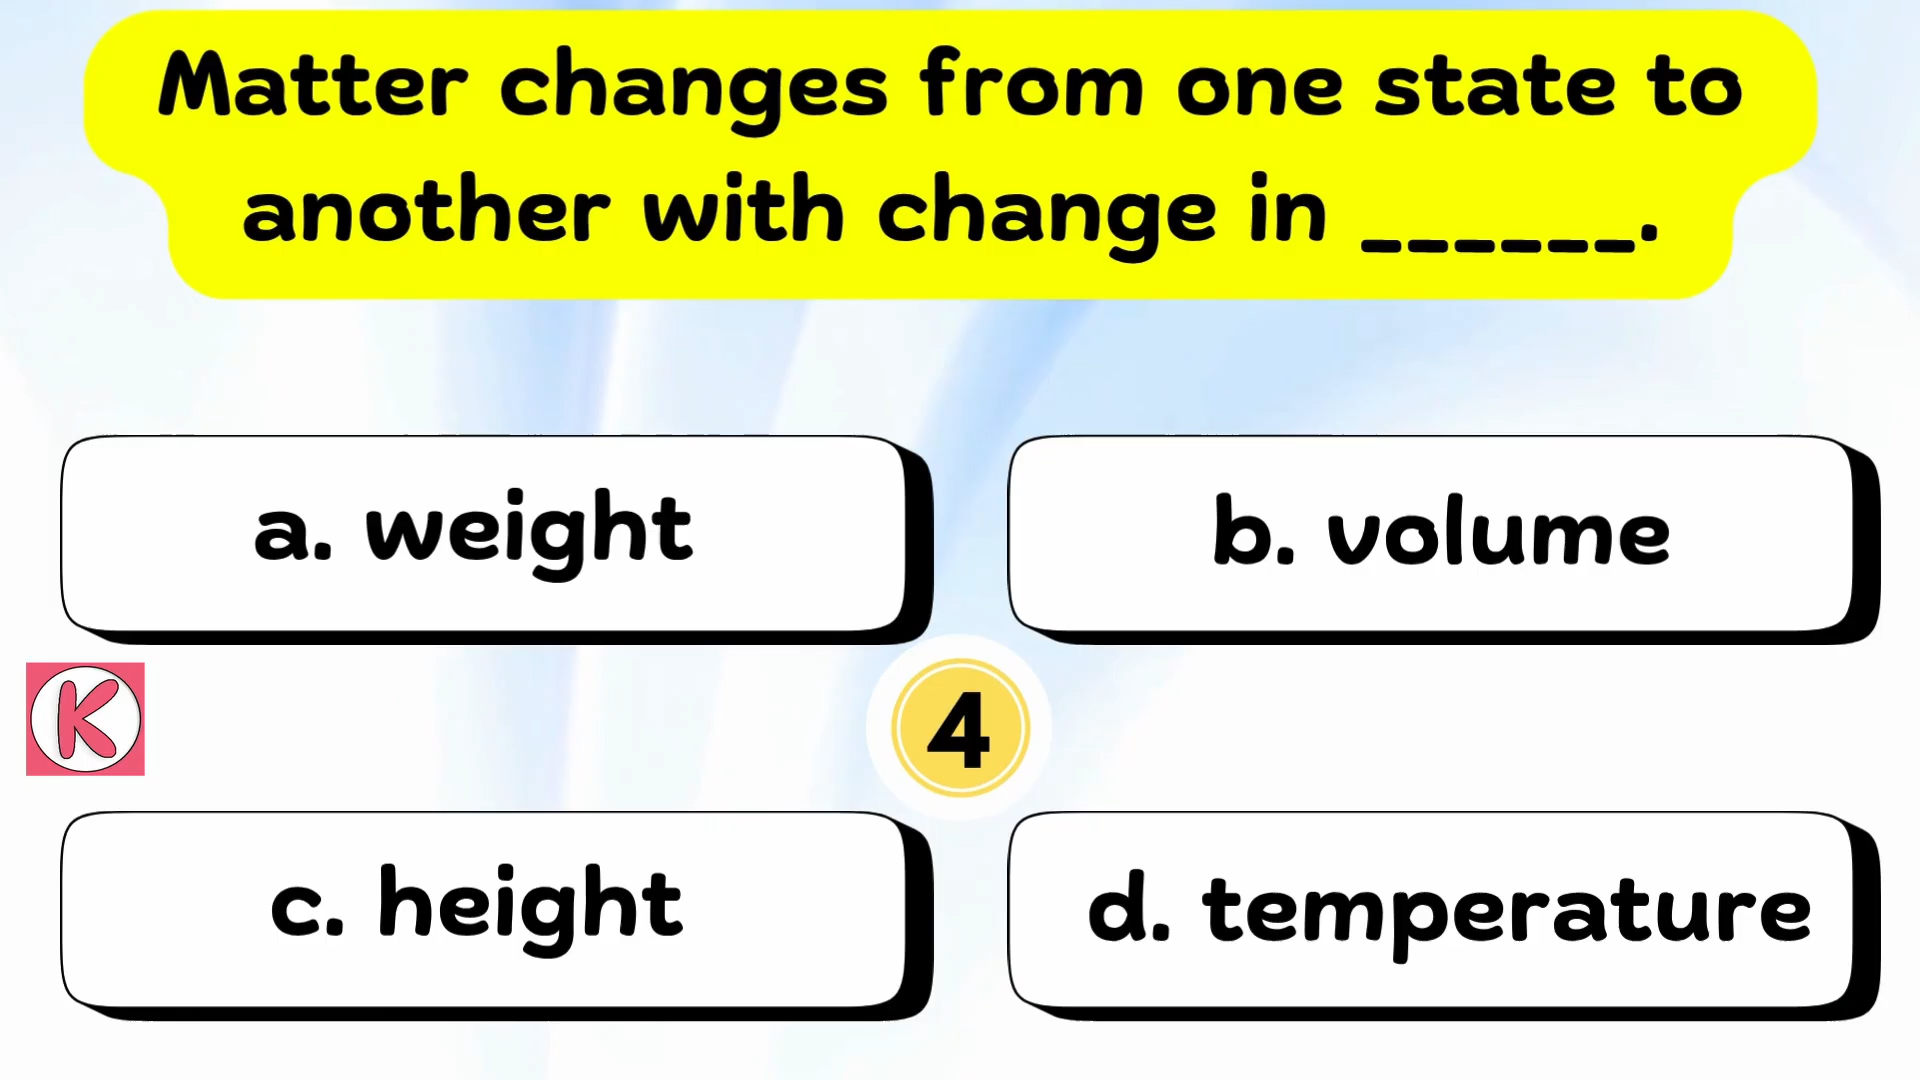 Matter changes from one state to
another with change in ______.
a. weight
b. volume
K
4
c. height
d. temperature